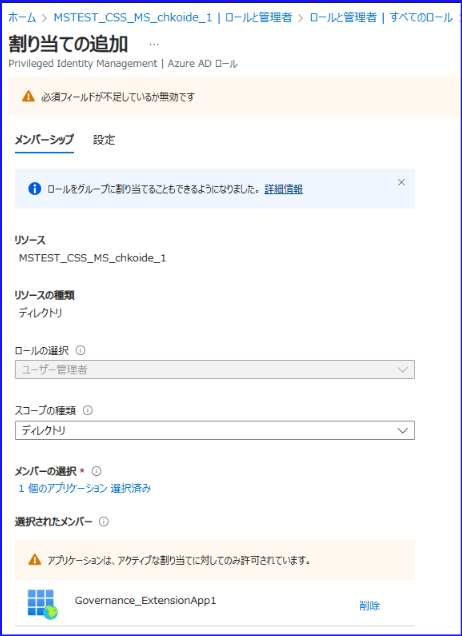 ホーム > MSTEST_CSS_MS_chkoide_1 | ロールと管理者 > ロールと管理者 | すべてのロール >
割り当ての追加 …
Privileged Identity Management | Azure AD ロール
必須フィールドが不足しているか無効です
メンバーシップ 設定
ロールをグループに割り当てることもできるようになりました。詳細情報
リソース
MSTEST_CSS_MS_chkoide_1
リソースの種類
ディレクトリ
ロールの選択
ユーザー管理者
スコープの種類
ディレクトリ
メンバーの選択 *
1 個のアプリケーション 選択済み
選択されたメンバー
アプリケーションは、アクティブな割り当てに対してのみ許可されています。
Governance_ExtensionApp1 削除